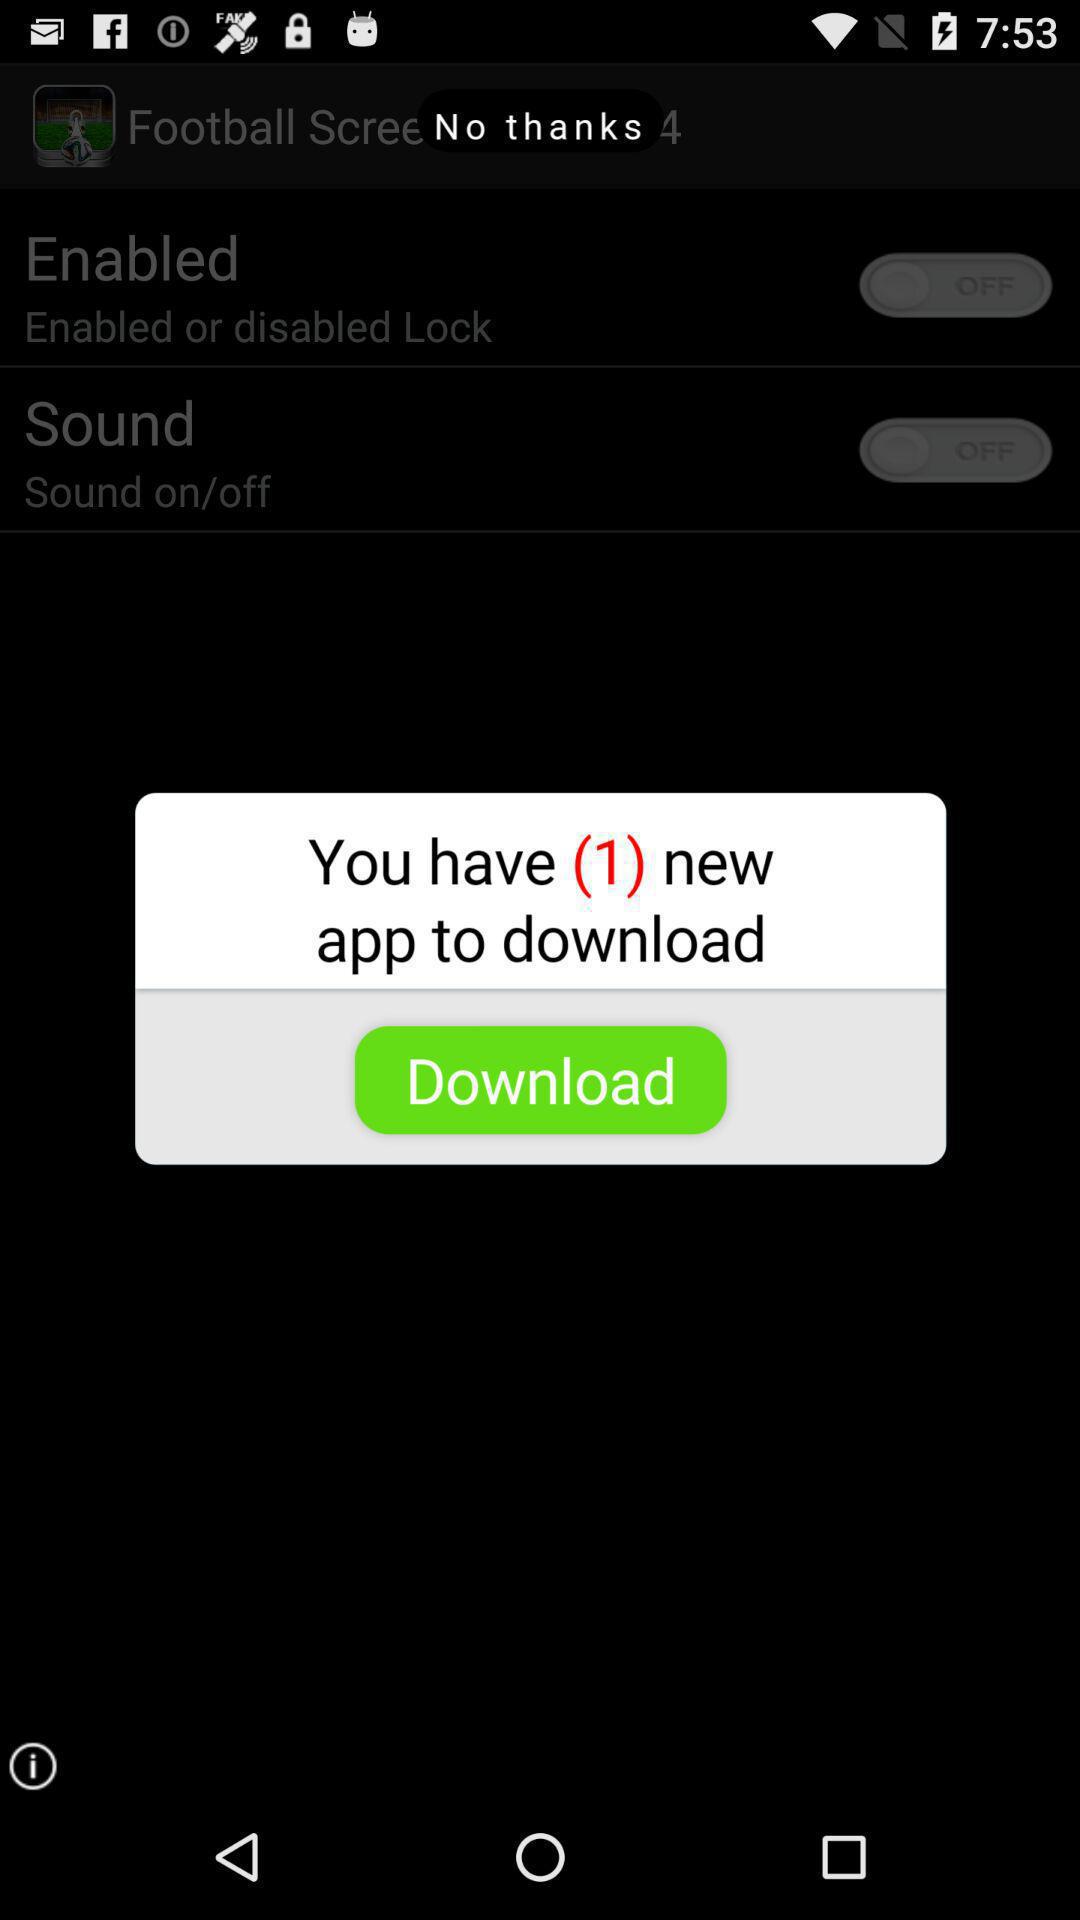 FAKE
7:53
Football Scree
4
No thanks
Enabled
OFF
Enabled or disabled Lock
Sound
OFF
Sound on/off
You have (1) new
app to download
Download